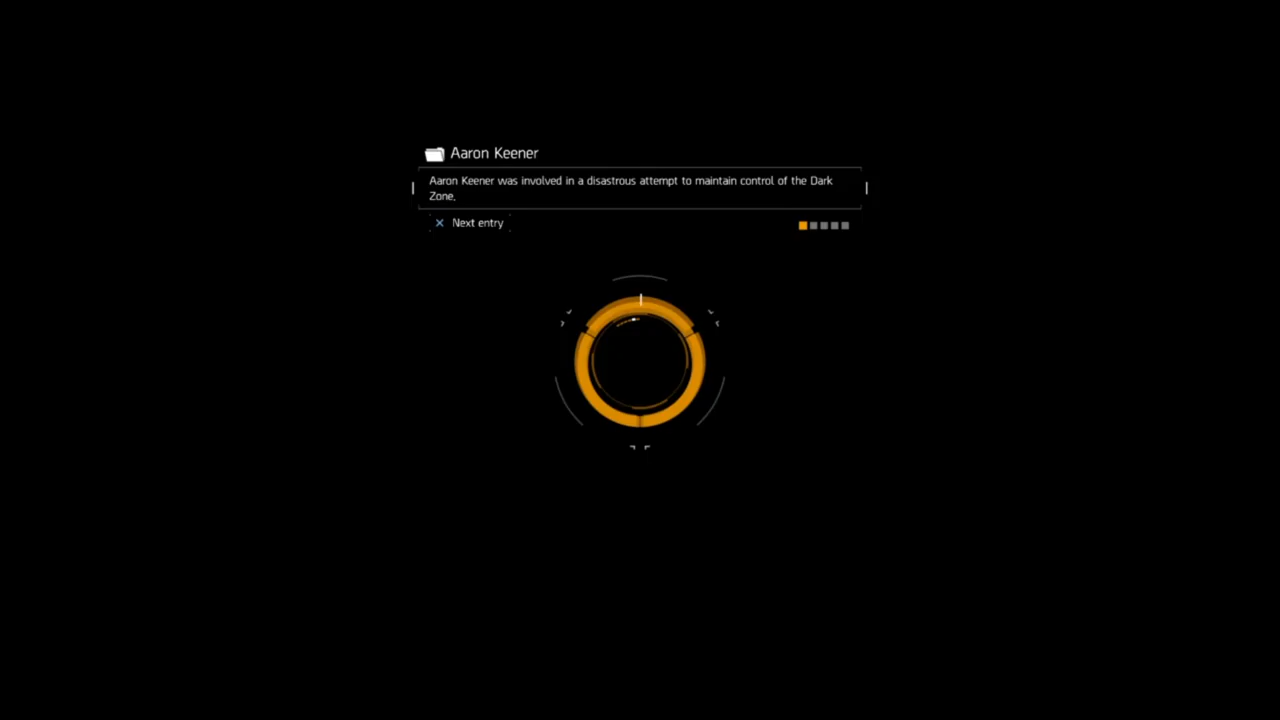 Aaron Keener
Aaron Keener was involved in a disastrous attempt to maintain control of the Dark
Zone.
Next entry